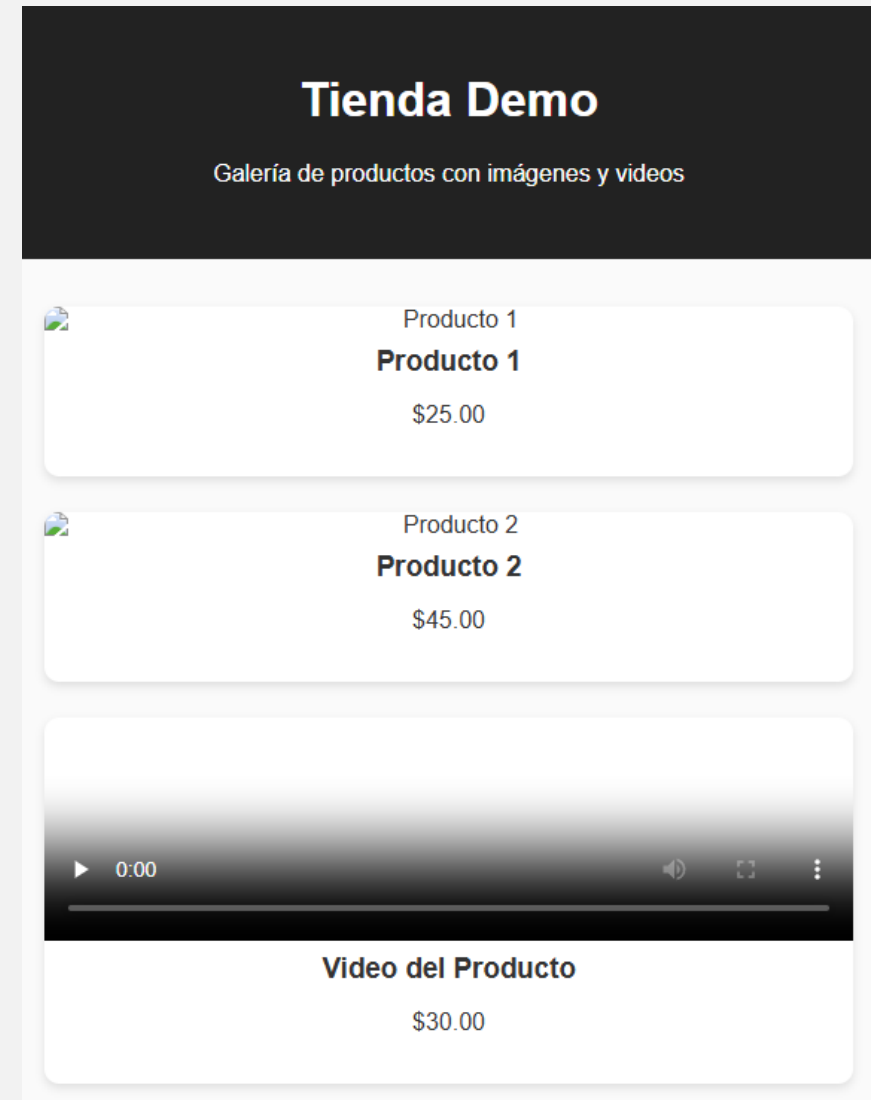 Tienda Demo
Galería de productos con imágenes y videos
Producto 1
Producto 1
$25.00
Producto 2
Producto 2
$45.00
0:00
Video del Producto
$30.00